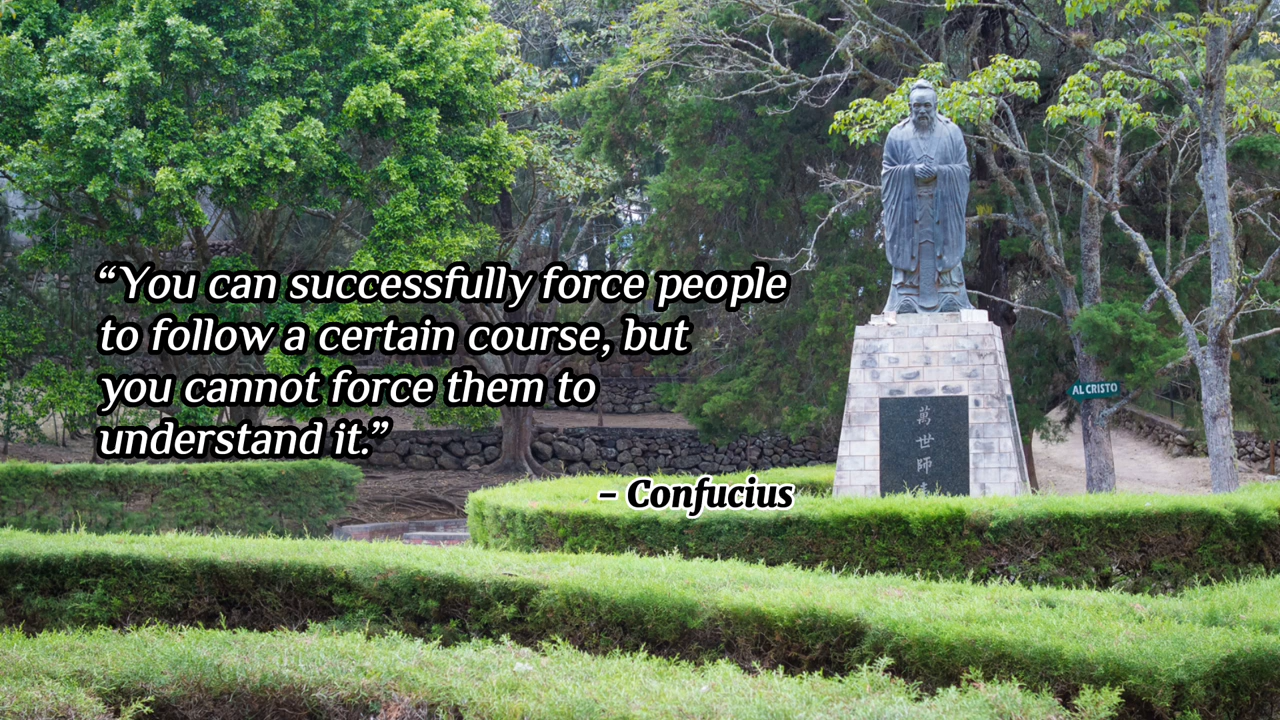 “You can successfully force people
to follow a certain course, but
you cannot force them to
understand it.”
– Confucius
AL CRISTO
萬世師